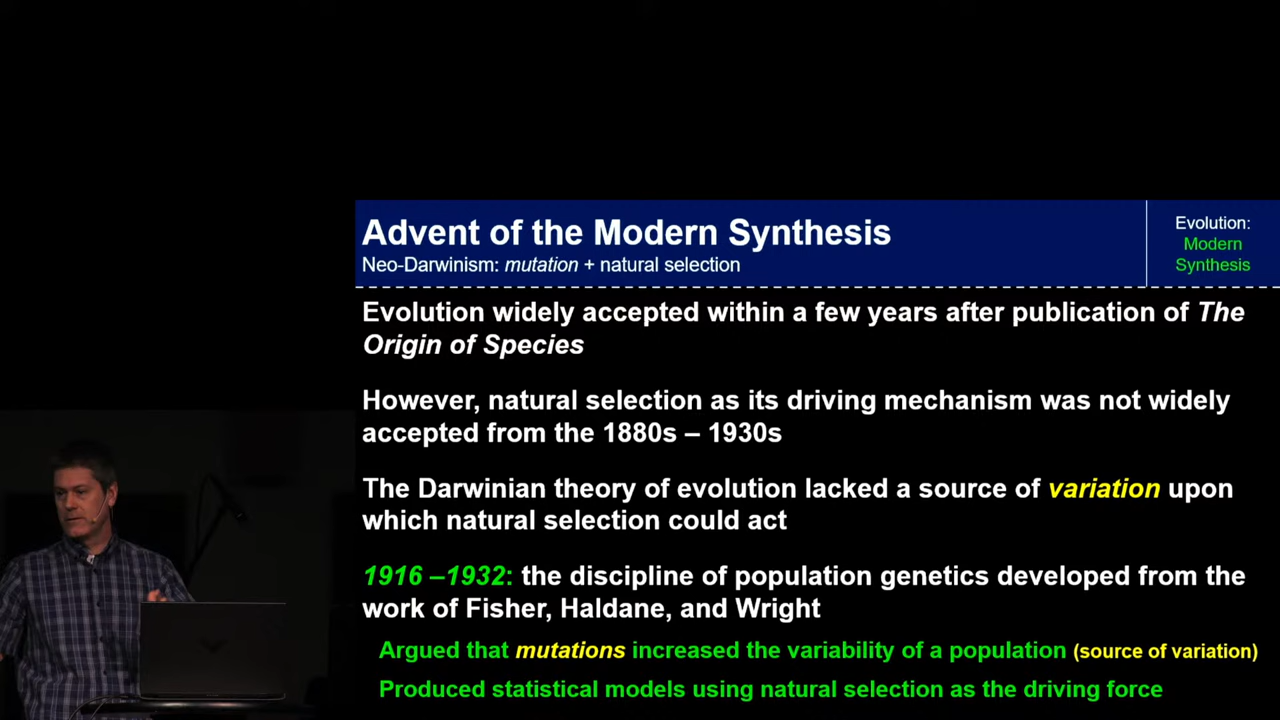 Advent of the Modern Synthesis
Neo-Darwinism: mutation + natural selection
Evolution:
Modern
Synthesis
Evolution widely accepted within a few years after publication of The
Origin of Species
However, natural selection as its driving mechanism was not widely
accepted from the 1880s – 1930s
The Darwinian theory of evolution lacked a source of variation upon
which natural selection could act
1916 –1932: the discipline of population genetics developed from the
work of Fisher, Haldane, and Wright
Argued that mutations increased the variability of a population (source of variation)
Produced statistical models using natural selection as the driving force